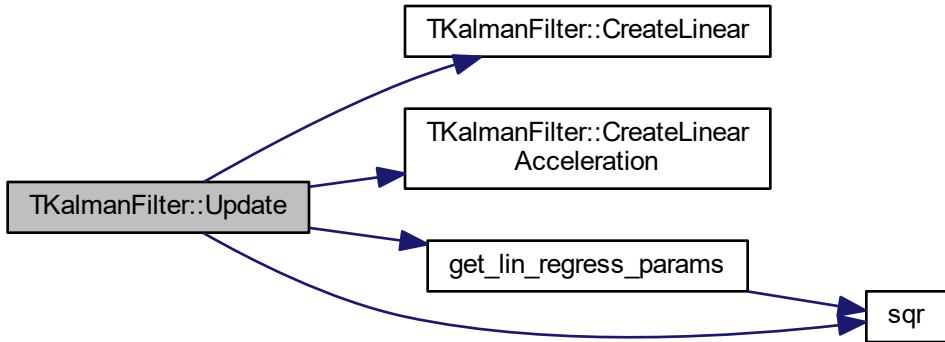 TKalmanFilter::CreateLinear
TKalmanFilter::CreateLinear
Acceleration
TKalmanFilter::Update
get_lin_regress_params
sqr